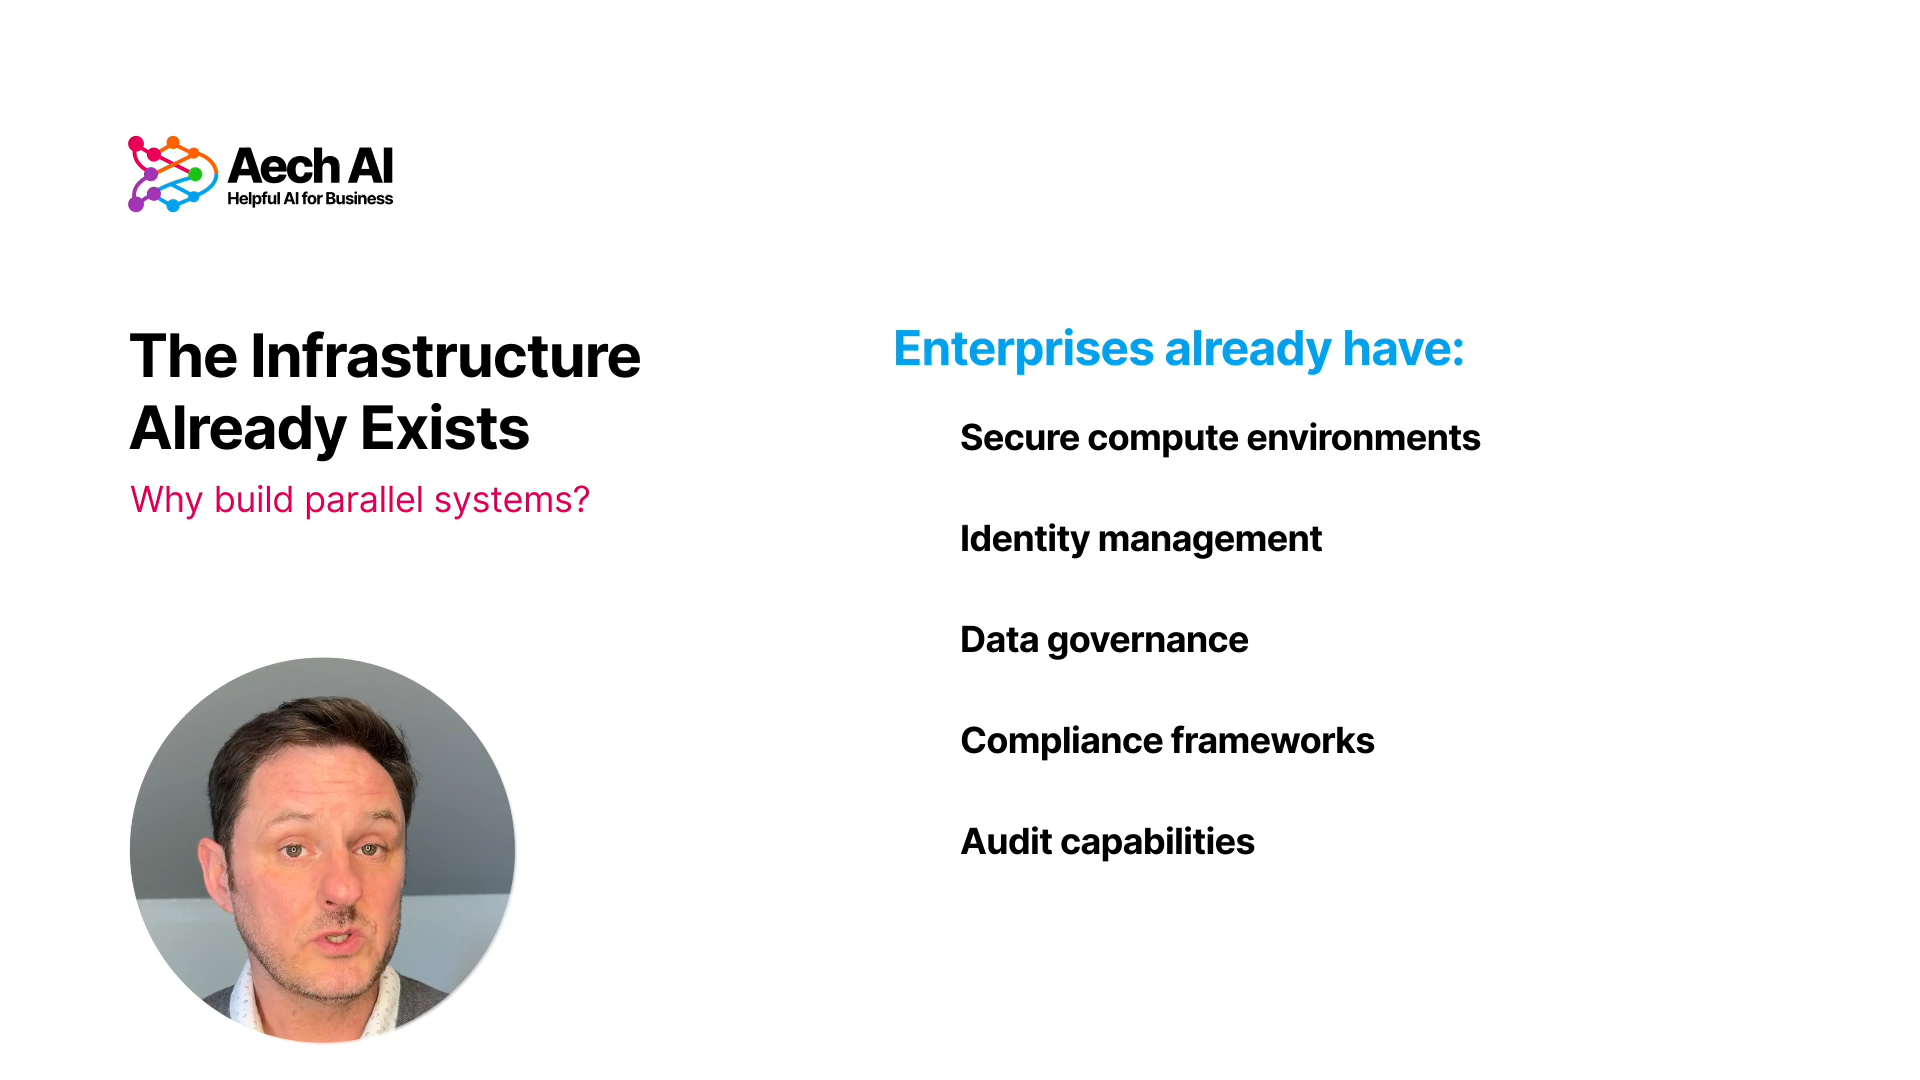 Aech AI
Helpful AI for Business
The Infrastructure
Already Exists
Why build parallel systems?
Enterprises already have:
Secure compute environments
Identity management
Data governance
Compliance frameworks
Audit capabilities